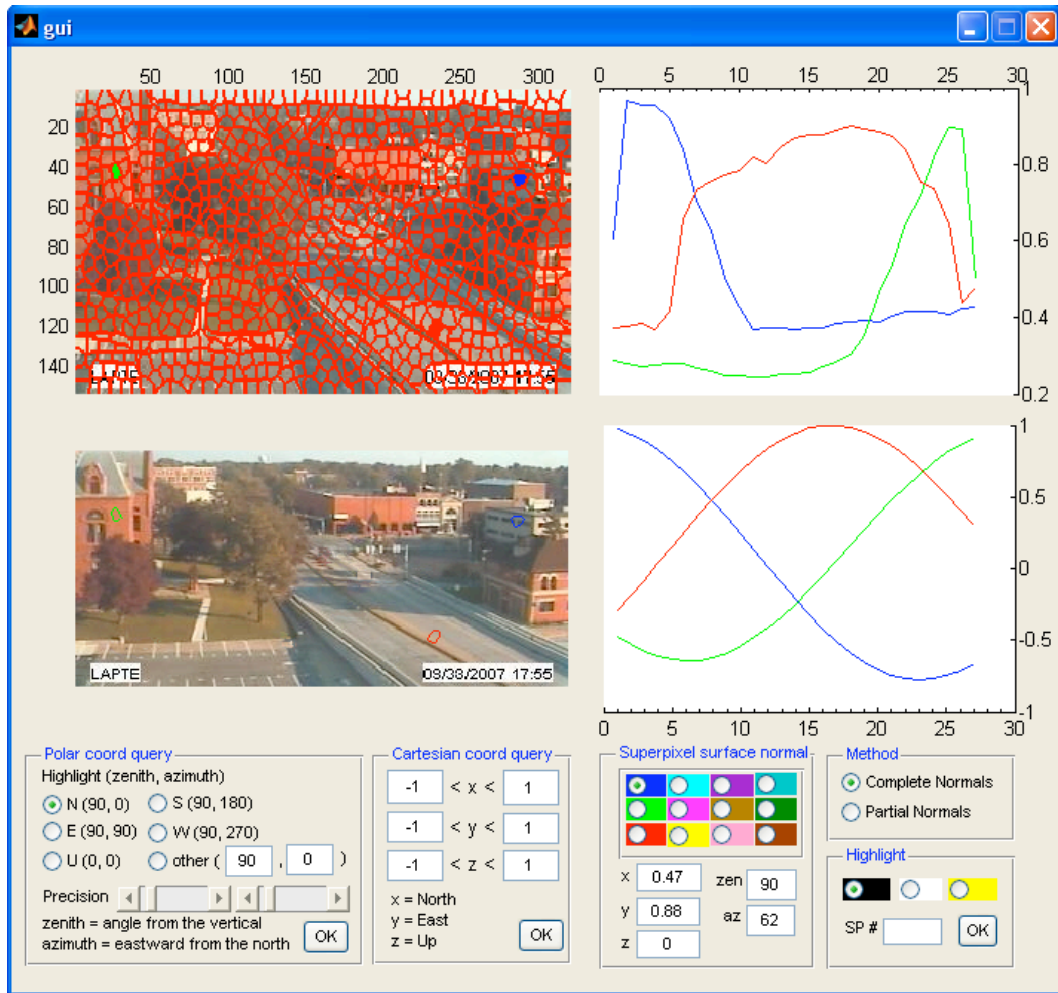 gui
50 100 150 200 250 300
20
40
60
80
100
120
140
LAPTE 17:55
0 5 10 15 20 25 30
1
0.8
0.6
0.4
0.2
LAPTE 17:55
1
0.5
0
-0.5
-1
0 5 10 15 20 25 30
Polar coord query
Highlight (zenith, azimuth)
N (90, 0) S (90, 180)
E (90, 90) W (90, 270)
U (0, 0) other ( 90 , 0 )
Precision
zenith = angle from the vertical
azimuth = eastward from the north OK
Cartesian coord query
-1 < x < 1
-1 < y < 1
-1 < z < 1
x = North
y = East
z = Up
OK
Superpixel surface normal
x 0.47 zen 90
y 0.88 az 62
z 0
Method
Complete Normals
Partial Normals
Highlight
SP # OK